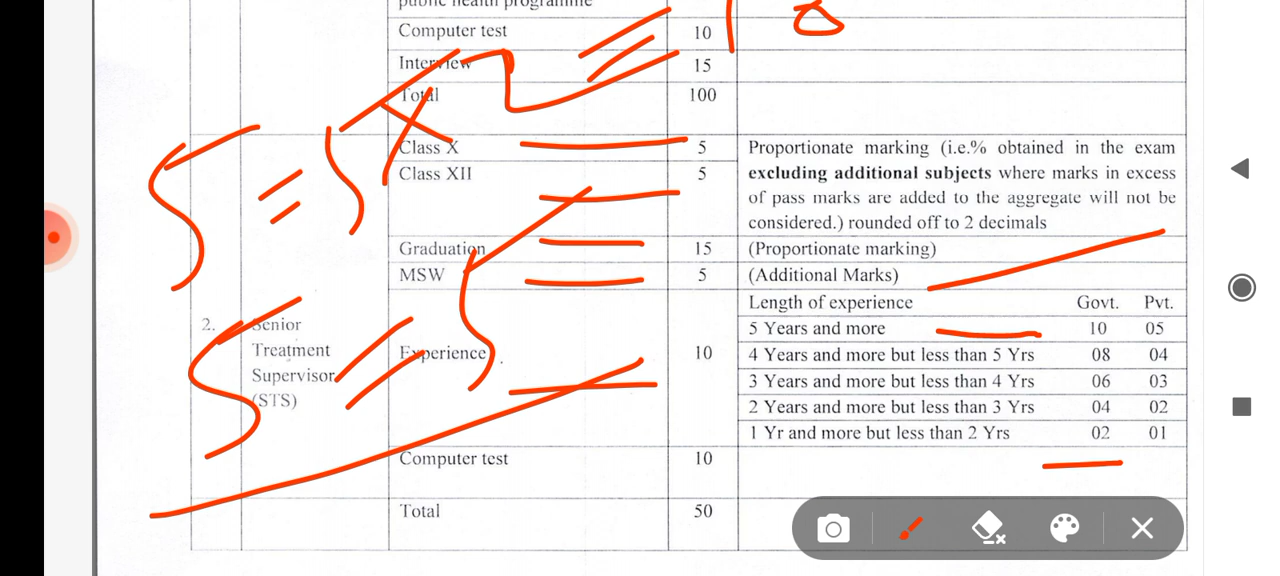 public health programme
Computer test 10
Interview 15
Total 100
Class X 5 Proportionate marking (i.e.% obtained in the exam
excluding additional subjects where marks in excess
of pass marks are added to the aggregate will not be
considered.) rounded off to 2 decimals
Class XII 5
Graduation 15 (Proportionate marking)
MSW 5 (Additional Marks)
2. Senior
Treatment
Supervisor
(STS)
Experience 10
Length of experience Govt. Pvt.
5 Years and more 10 05
4 Years and more but less than 5 Yrs 08 04
3 Years and more but less than 4 Yrs 06 03
2 Years and more but less than 3 Yrs 04 02
1 Yr and more but less than 2 Yrs 02 01
Computer test 10
Total 50